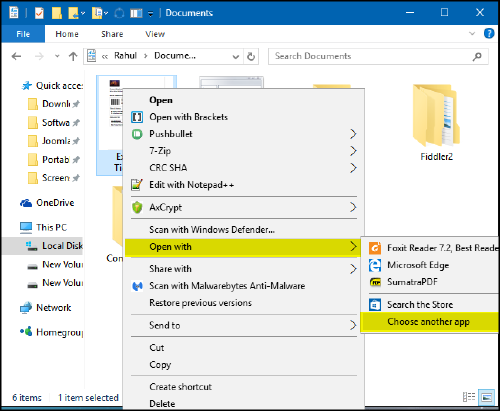 Documents
File
Home
Share
View
Rahul
Docume...
Search Documents
Quick access
Downlo
Softwa
Joomla
Portab
Screen
OneDrive
This PC
Local Disk
New Volu
New Volu
Network
Homegroup
Ex
Ti
Con
Fiddler2
Open
Open with Brackets
Pushbullet
7-Zip
CRC SHA
Edit with Notepad++
AxCrypt
Scan with Windows Defender...
Open with
Share with
Scan with Malwarebytes Anti-Malware
Restore previous versions
Send to
Cut
Copy
Create shortcut
Delete
Foxit Reader 7.2, Best Reade
Microsoft Edge
SumatraPDF
Search the Store
Choose another app
6 items
1 item selected